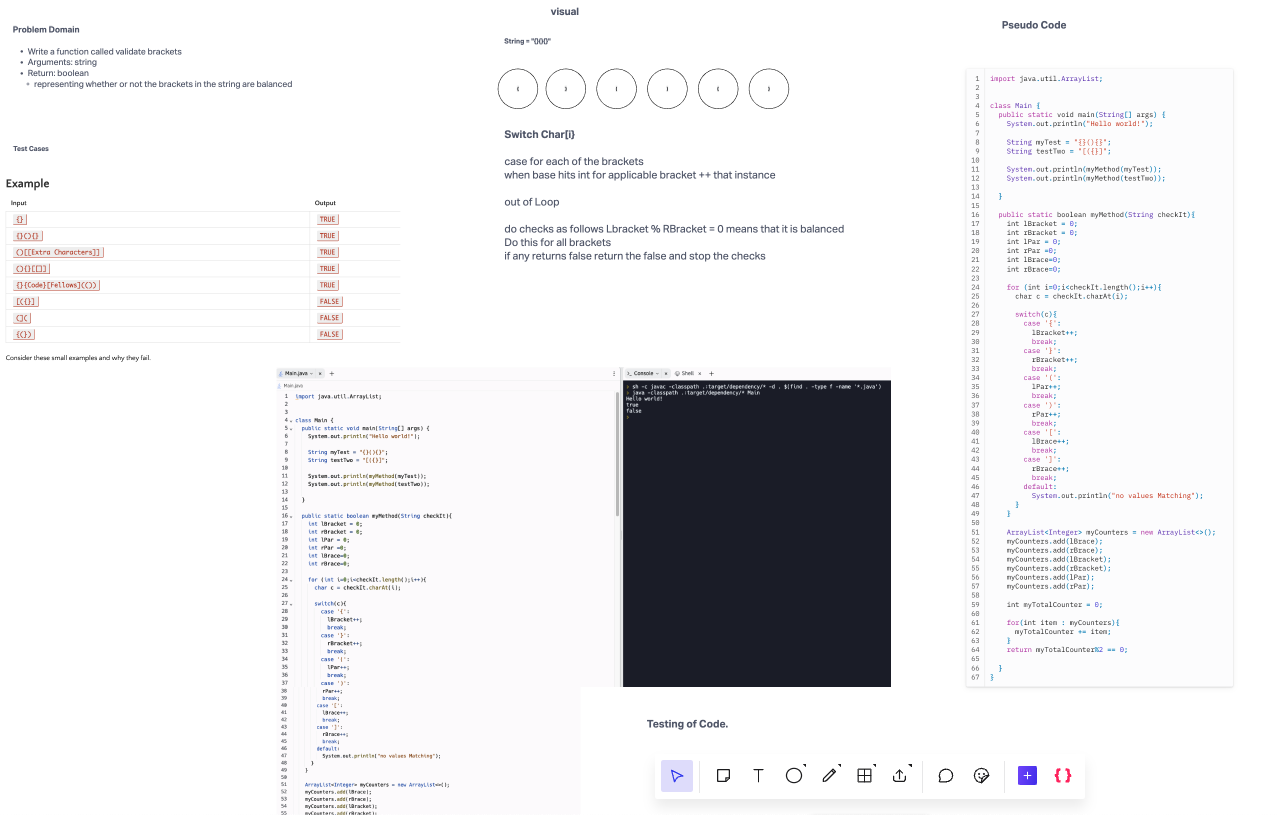 Problem Domain
Write a function called validate brackets
Arguments: string
Return: boolean
representing whether or not the brackets in the string are balanced
Test Cases
Example
Input Output
{} TRUE
{}(){} TRUE
()[[Extra Characters]] TRUE
(){}[[]] TRUE
{}{Code}[Fellows](()) TRUE
[({}] FALSE
(]( FALSE
{(}) FALSE
Consider these small examples and why they fail.
visual
Switch Char[i}
case for each of the brackets
when base hits int for applicable bracket ++ that instance
out of Loop
do checks as follows Lbracket % RBracket = 0 means that it is balanced
Do this for all brackets
if any returns false return the false and stop the checks
Main.java
Main.java
1 import java.util.ArrayList;
2
3
4 class Main {
5 public static void main(String[] args) {
6 System.out.println("Hello world!");
7
8 String myTest = "{}(){}";
9 String testTwo = "[({}]";
10
11 System.out.println(myMethod(myTest));
12 System.out.println(myMethod(testTwo));
13
14 }
15
16 public static boolean myMethod(String checkIt){
17 int lBracket = 0;
18 int rBracket = 0;
19 int lPar = 0;
20 int rPar =0;
21 int lBrace=0;
22 int rBrace=0;
23
24 for (int i=0;i<checkIt.length();i++){
25 char c = checkIt.charAt(i);
26
27 switch(c){
28 case '{':
29 lBracket++;
30 break;
31 case '}':
32 rBracket++;
33 break;
34 case '(':
35 lPar++;
36 break;
37 case ')':
38 rPar++;
39 break;
40 case '[':
41 lBrace++;
42 break;
43 case ']':
44 rBrace++;
45 break;
46 default:
47 System.out.println("no values Matching");
48 }
49 }
50
51 ArrayList<Integer> myCounters = new ArrayList<>();
52 myCounters.add(lBrace);
53 myCounters.add(rBrace);
54 myCounters.add(lBracket);
55 myCounters.add(rBracket);
Console
Shell
sh -c javac -classpath .:target/dependency/* -d . $(find . -type f -name '*.java')
java -classpath .:target/dependency/* Main
Hello world!
true
false
Testing of Code.
Pseudo Code
1 import java.util.ArrayList;
2
3
4 class Main {
5 public static void main(String[] args) {
6 System.out.println("Hello world!");
7
8 String myTest = "{}(){}";
9 String testTwo = "[({}]";
10
11 System.out.println(myMethod(myTest));
12 System.out.println(myMethod(testTwo));
13
14 }
15
16 public static boolean myMethod(String checkIt){
17 int lBracket = 0;
18 int rBracket = 0;
19 int lPar = 0;
20 int rPar =0;
21 int lBrace=0;
22 int rBrace=0;
23
24 for (int i=0;i<checkIt.length();i++){
25 char c = checkIt.charAt(i);
26
27 switch(c){
28 case '{':
29 lBracket++;
30 break;
31 case '}':
32 rBracket++;
33 break;
34 case '(':
35 lPar++;
36 break;
37 case ')':
38 rPar++;
39 break;
40 case '[':
41 lBrace++;
42 break;
43 case ']':
44 rBrace++;
45 break;
46 default:
47 System.out.println("no values Matching");
48 }
49 }
50
51 ArrayList<Integer> myCounters = new ArrayList<>();
52 myCounters.add(lBrace);
53 myCounters.add(rBrace);
54 myCounters.add(lBracket);
55 myCounters.add(rBracket);
56 myCounters.add(lPar);
57 myCounters.add(rPar);
58
59 int myTotalCounter = 0;
60
61 for(int item : myCounters){
62 myTotalCounter += item;
63 }
64 return myTotalCounter%2 == 0;
65
66 }
67 }